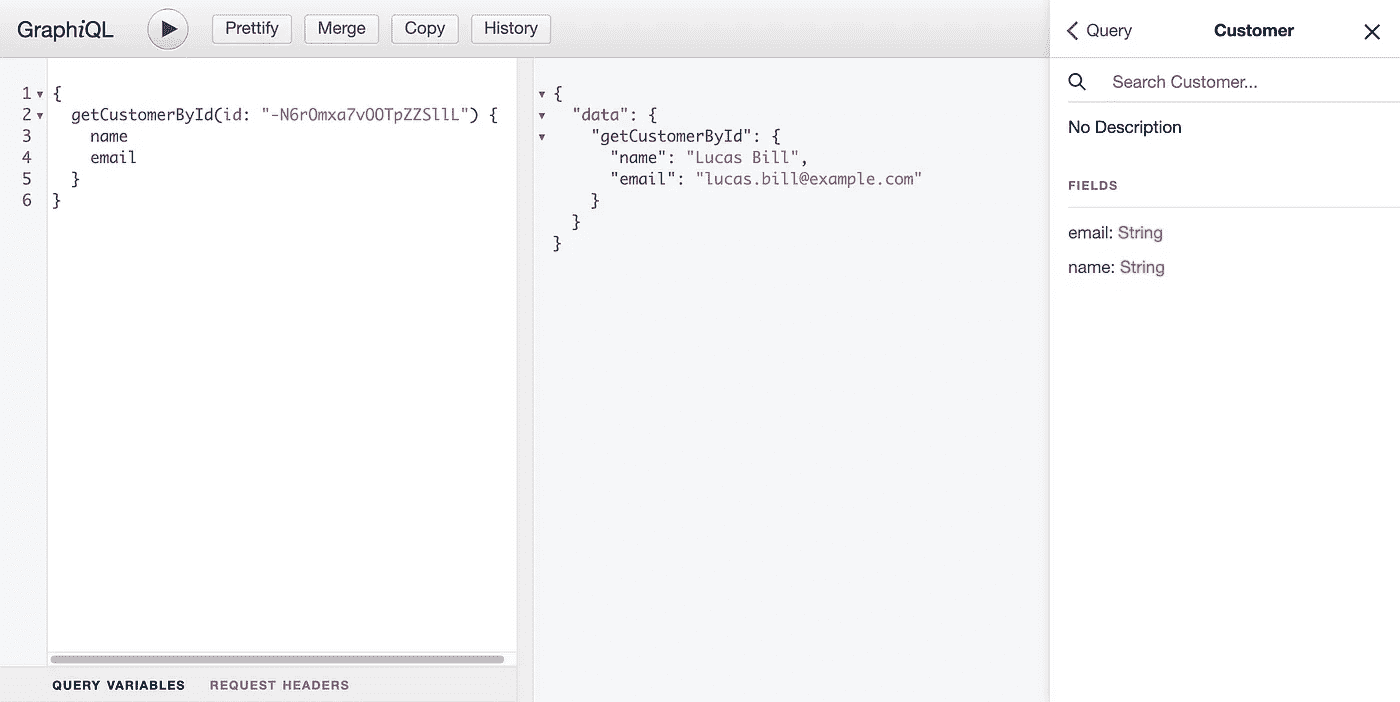 GraphiQL
Prettify
Merge
Copy
History
1 {
2 getCustomerById(id: "-N6rOmxa7vOOTpZZSllL") {
3 name
4 email
5 }
6 }
QUERY VARIABLES REQUEST HEADERS
{
"data": {
"getCustomerById": {
"name": "Lucas Bill",
"email": "lucas.bill@example.com"
}
}
}
Query
Customer
Search Customer...
No Description
FIELDS
email: String
name: String